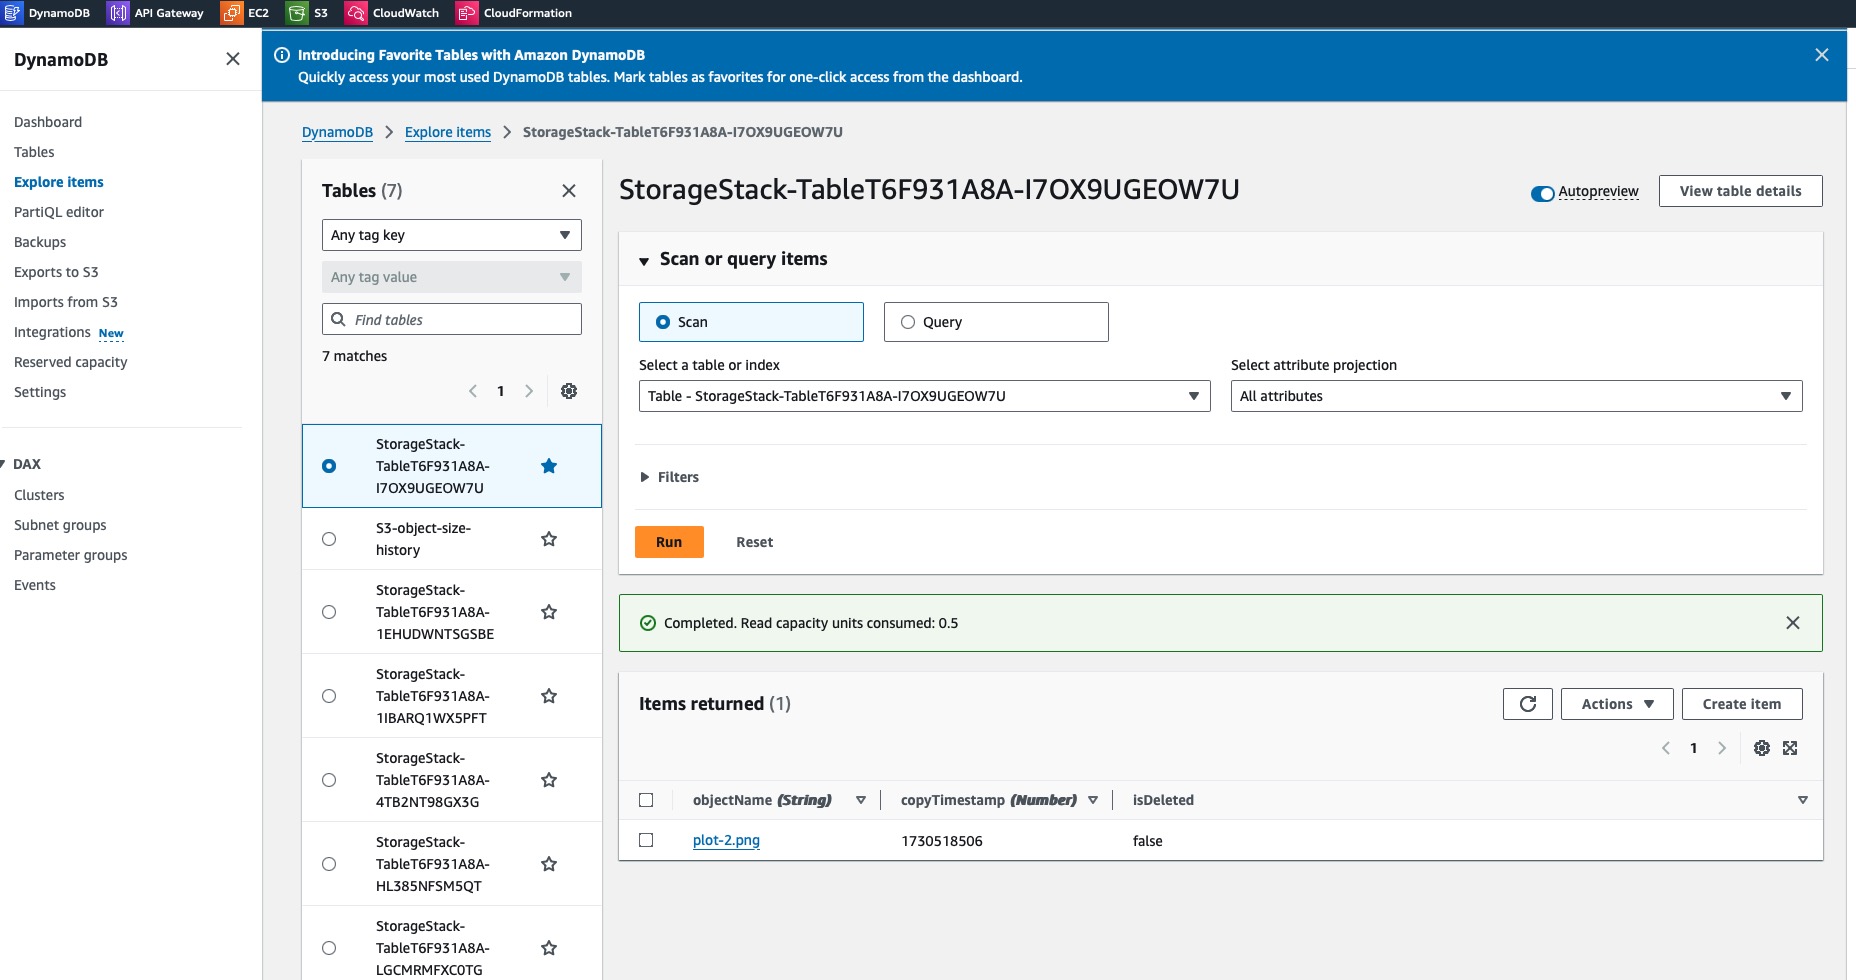 DynamoDB API Gateway EC2 S3 CloudWatch CloudFormation
DynamoDB
Dashboard
Tables
Explore items
PartiQL editor
Backups
Exports to S3
Imports from S3
Integrations New
Reserved capacity
Settings
DAX
Clusters
Subnet groups
Parameter groups
Events
Introducing Favorite Tables with Amazon DynamoDB
Quickly access your most used DynamoDB tables. Mark tables as favorites for one-click access from the dashboard.
DynamoDB Explore items StorageStack-TableT6F931A8A-I7OX9UGEOW7U
Tables (7)
Any tag key
Any tag value
Find tables
7 matches
1
StorageStack-
TableT6F931A8A-
I7OX9UGEOW7U
S3-object-size-
history
StorageStack-
TableT6F931A8A-
1EHUDWNTSGSBE
StorageStack-
TableT6F931A8A-
1IBARQ1WX5PFT
StorageStack-
TableT6F931A8A-
4TB2NT98GX3G
StorageStack-
TableT6F931A8A-
HL385NFSM5QT
StorageStack-
TableT6F931A8A-
LGCMRMFXC0TG
StorageStack-TableT6F931A8A-I7OX9UGEOW7U
Autopreview View table details
Scan or query items
Scan Query
Select a table or index Select attribute projection
Table - StorageStack-TableT6F931A8A-I7OX9UGEOW7U All attributes
Filters
Run Reset
Completed. Read capacity units consumed: 0.5
Items returned (1)
Actions Create item
1
objectName (String) copyTimestamp (Number) isDeleted
plot-2.png 1730518506 false